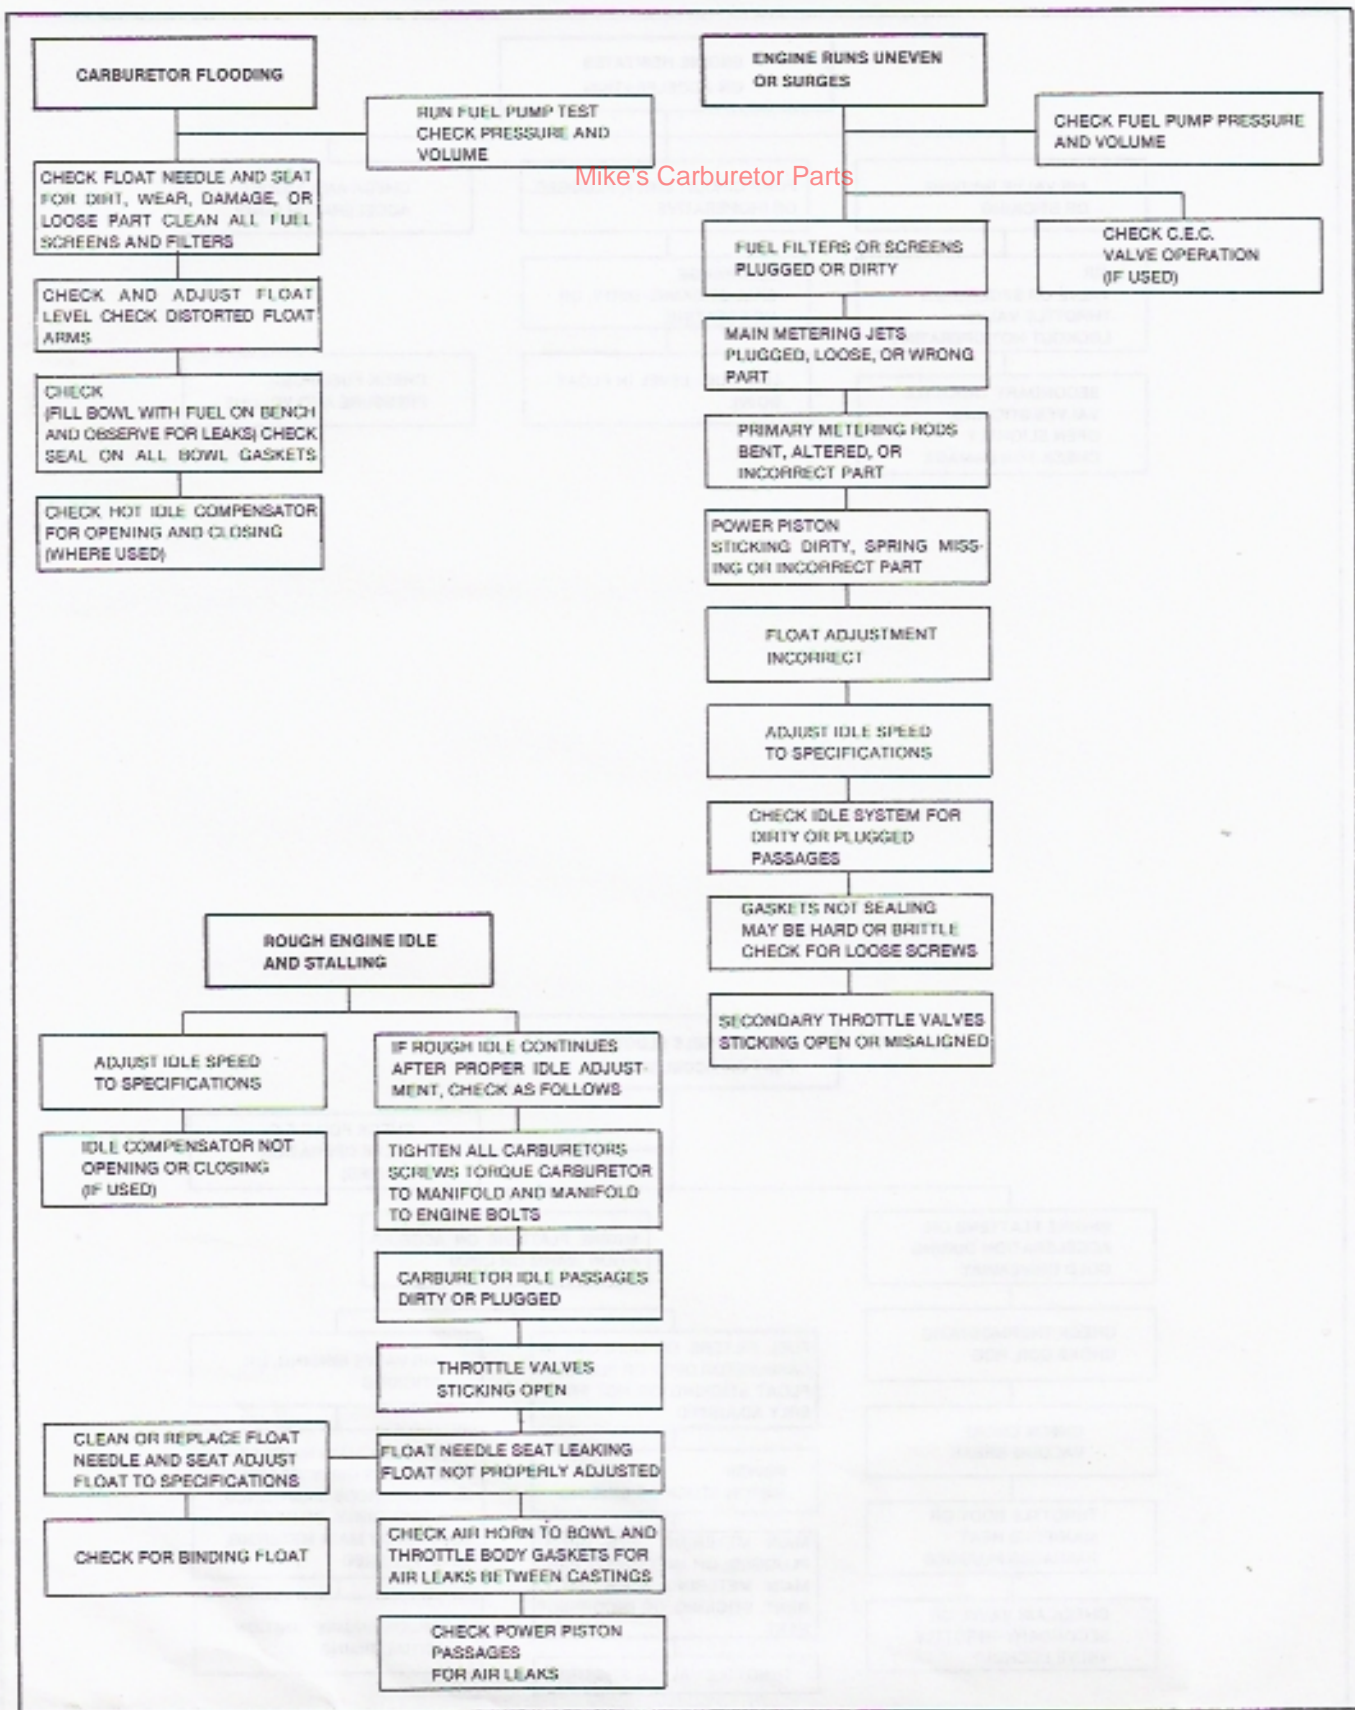 CARBURETOR FLOODING
RUN FUEL PUMP TEST
CHECK PRESSURE AND
VOLUME
CHECK FLOAT NEEDLE AND SEAT
FOR DIRT, WEAR, DAMAGE, OR
LOOSE PART CLEAN ALL FUEL
SCREENS AND FILTERS
CHECK AND ADJUST FLOAT
LEVEL CHECK DISTORTED FLOAT
ARMS
CHECK
(FILL BOWL WITH FUEL ON BENCH
AND OBSERVE FOR LEAKS) CHECK
SEAL ON ALL BOWL GASKETS
CHECK HOT IDLE COMPENSATOR
FOR OPENING AND CLOSING
(WHERE USED)
Mike's Carburetor Parts
ENGINE RUNS UNEVEN
OR SURGES
CHECK FUEL PUMP PRESSURE
AND VOLUME
CHECK C.E.C.
VALVE OPERATION
(IF USED)
FUEL FILTERS OR SCREENS
PLUGGED OR DIRTY
MAIN METERING JETS
PLUGGED, LOOSE, OR WRONG
PART
PRIMARY METERING RODS
BENT, ALTERED, OR
INCORRECT PART
POWER PISTON
STICKING DIRTY, SPRING MISS-
ING OR INCORRECT PART
FLOAT ADJUSTMENT
INCORRECT
ADJUST IDLE SPEED
TO SPECIFICATIONS
CHECK IDLE SYSTEM FOR
DIRTY OR PLUGGED
PASSAGES
GASKETS NOT SEALING
MAY BE HARD OR BRITTLE
CHECK FOR LOOSE SCREWS
SECONDARY THROTTLE VALVES
STICKING OPEN OR MISALIGNED
ROUGH ENGINE IDLE
AND STALLING
ADJUST IDLE SPEED
TO SPECIFICATIONS
IDLE COMPENSATOR NOT
OPENING OR CLOSING
(IF USED)
IF ROUGH IDLE CONTINUES
AFTER PROPER IDLE ADJUST-
MENT, CHECK AS FOLLOWS
TIGHTEN ALL CARBURETORS
SCREWS TORQUE CARBURETOR
TO MANIFOLD AND MANIFOLD
TO ENGINE BOLTS
CARBURETOR IDLE PASSAGES
DIRTY OR PLUGGED
THROTTLE VALVES
STICKING OPEN
FLOAT NEEDLE SEAT LEAKING
FLOAT NOT PROPERLY ADJUSTED
CLEAN OR REPLACE FLOAT
NEEDLE AND SEAT ADJUST
FLOAT TO SPECIFICATIONS
CHECK FOR BINDING FLOAT
CHECK AIR HORN TO BOWL AND
THROTTLE BODY GASKETS FOR
AIR LEAKS BETWEEN CASTINGS
CHECK POWER PISTON
PASSAGES
FOR AIR LEAKS